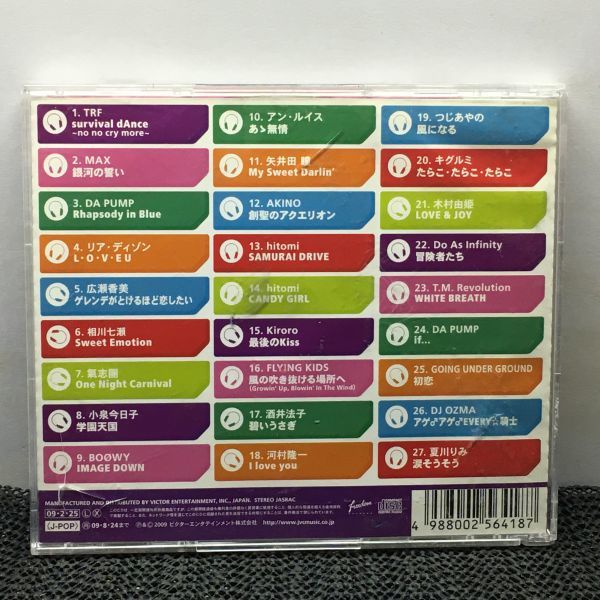 1. TRF
survival dAnce
~no no cry more~
2. MAX
銀河の誓い
3. DA PUMP
Rhapsody in Blue
4. リア・ディゾン
L・O・V・E U
5. 広瀬香美
ゲレンデがとけるほど恋したい
6. 相川七瀬
Sweet Emotion
7. 氣志團
One Night Carnival
8. 小泉今日子
学園天国
9. BOØWY
IMAGE DOWN
10. アン・ルイス
あゝ無情
11. 矢井田 瞳
My Sweet Darlin'
12. AKINO
創聖のアクエリオン
13. hitomi
SAMURAI DRIVE
14. hitomi
CANDY GIRL
15. Kiroro
最後のKiss
16. FLYING KIDS
風の吹き抜ける場所へ
(Growin' Up, Blowin' In The Wind)
17. 酒井法子
碧いうさぎ
18. 河村隆一
I love you
19. つじあやの
風になる
20. キグルミ
たらこ・たらこ・たらこ
21. 木村由姫
LOVE & JOY
22. Do As Infinity
冒険者たち
23. T.M. Revolution
WHITE BREATH
24. DA PUMP
if...
25. GOING UNDER GROUND
初恋
26. DJ OZMA
アゲ♂アゲ♂EVERY☆騎士
27. 夏川りみ
涙そうそう
MANUFACTURED AND DISTRIBUTED BY VICTOR ENTERTAINMENT, INC., JAPAN. STEREO JASRAC
09・2・25 L X
(J-POP) 09・8・24まで
℗&© 2009 ビクターエンタテインメント株式会社 http://www.jvcmusic.co.jp
4 988002 564187